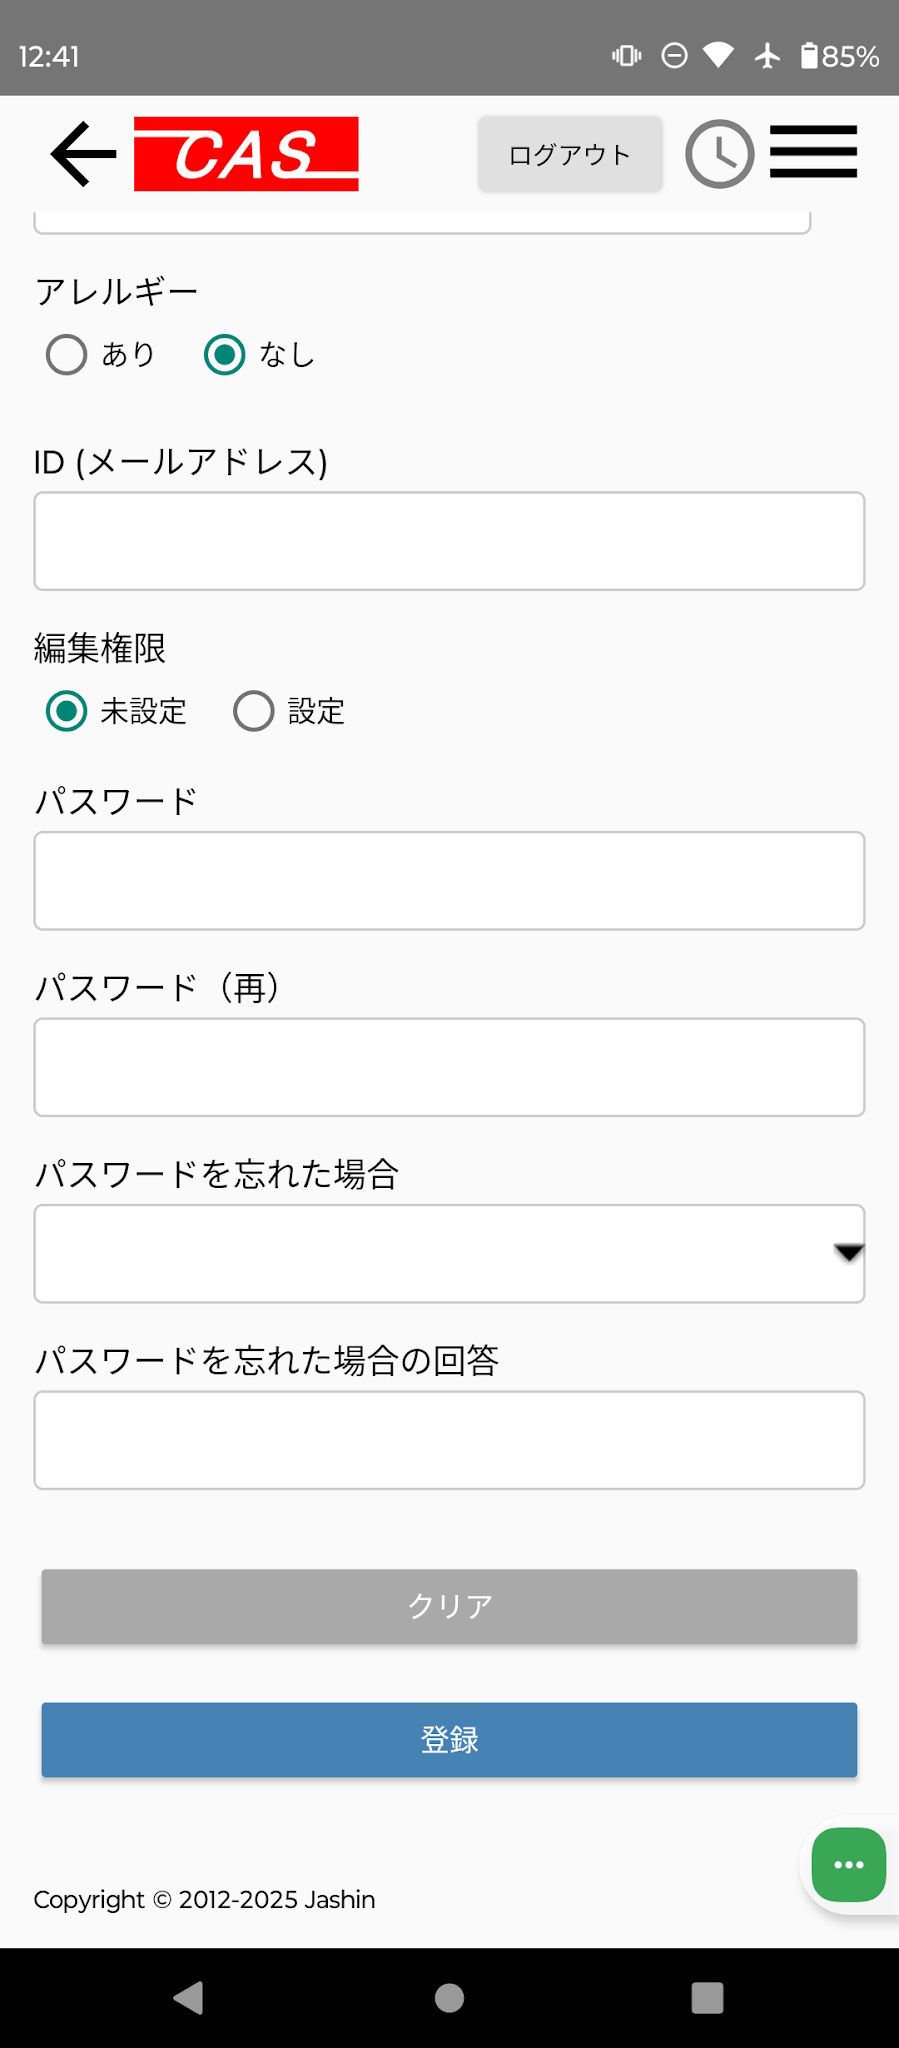 12:41
85%
CAS
ログアウト
アレルギー
あり なし
ID (メールアドレス)
編集権限
未設定 設定
パスワード
パスワード（再）
パスワードを忘れた場合
パスワードを忘れた場合の回答
クリア
登録
Copyright © 2012-2025 Jashin